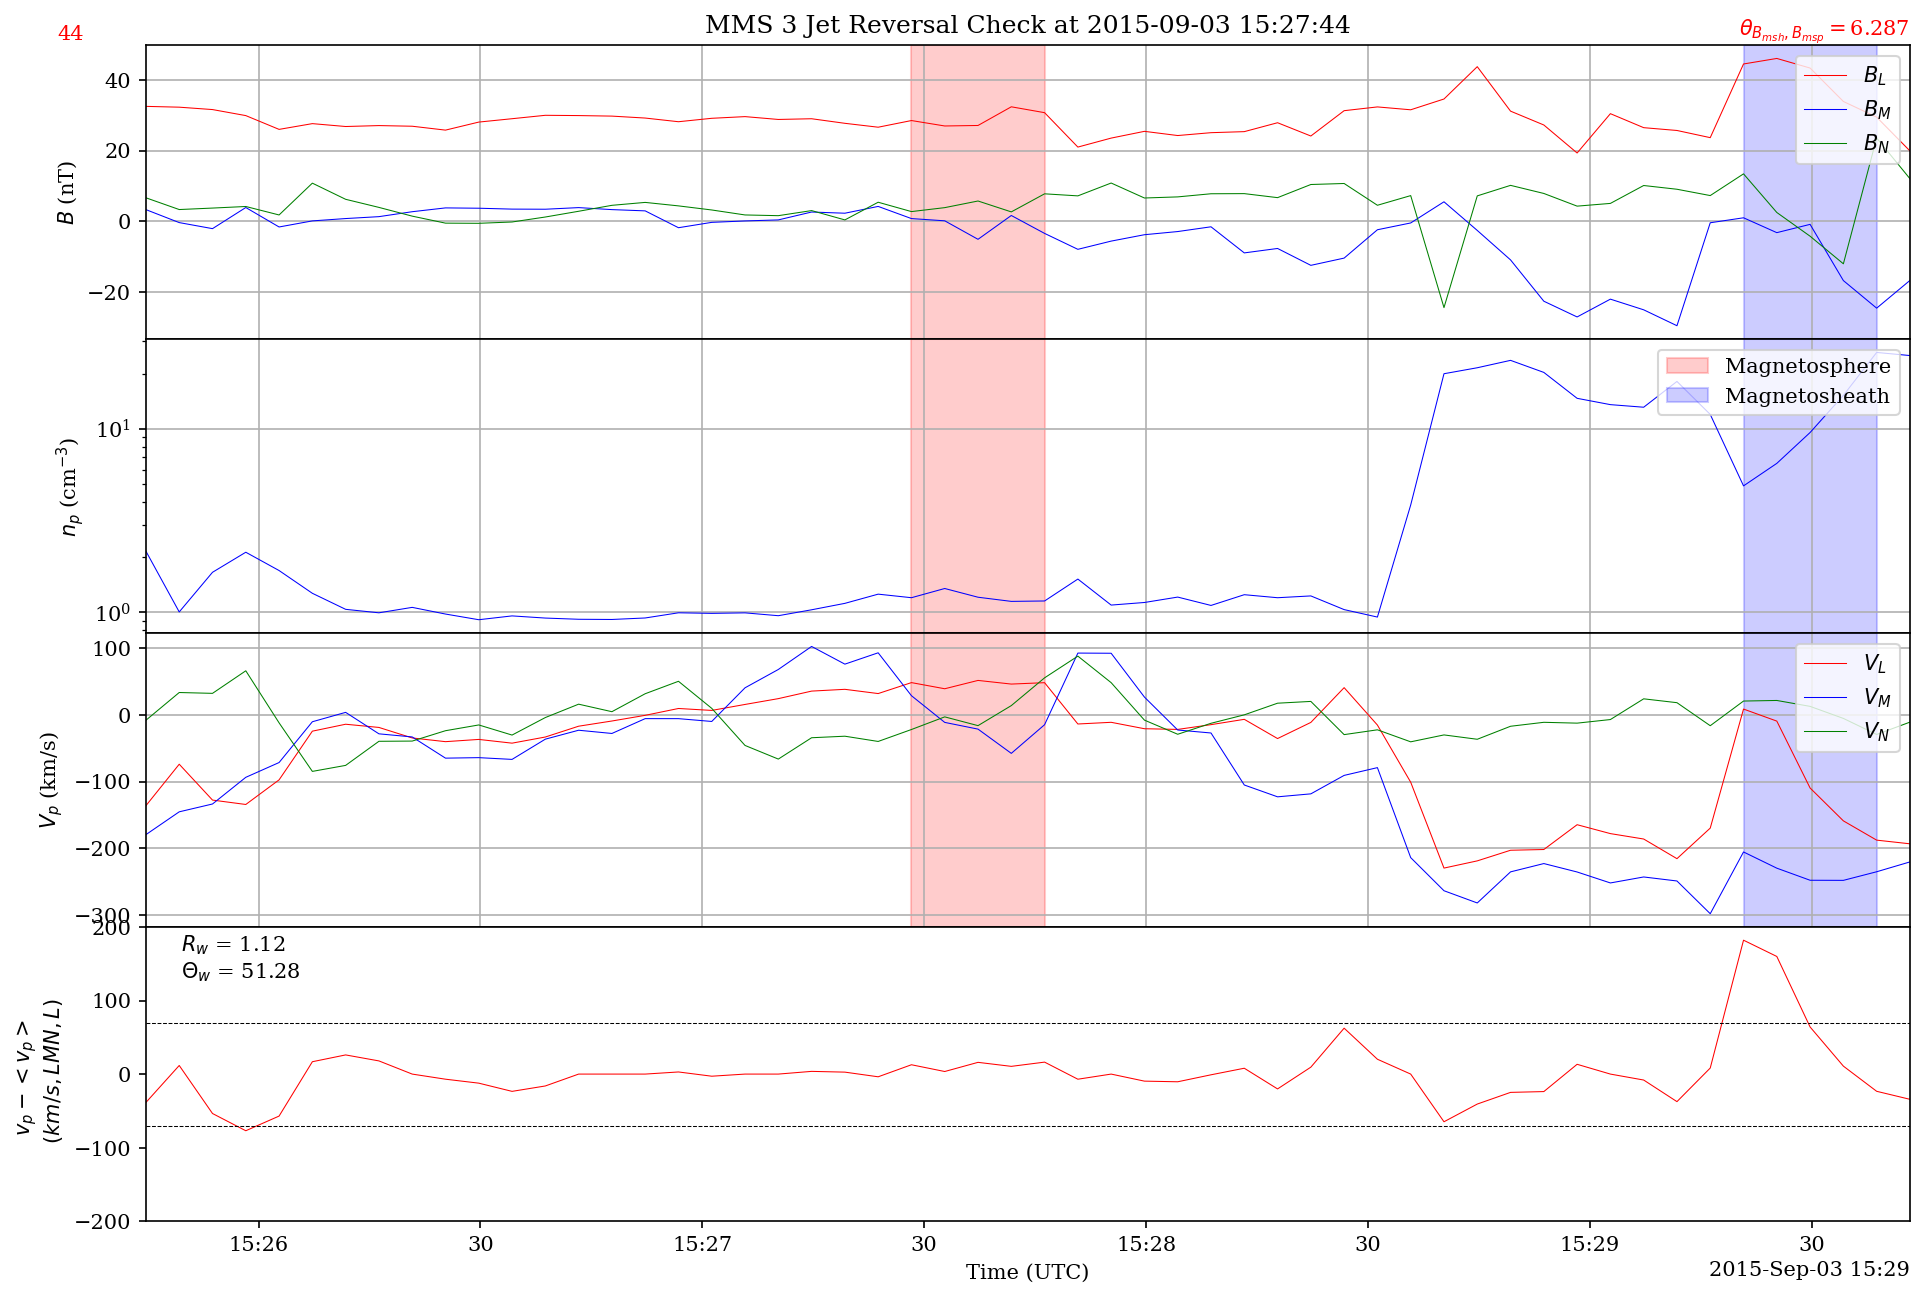 MMS 3 Jet Reversal Check at 2015-09-03 15:27:44
44
θ_{B_{msh}, B_{msp}} = 6.287
B (nT)
40
20
0
−20
B_L
B_M
B_N
n_p (cm^{−3})
10^1
10^0
Magnetosphere
Magnetosheath
V_p (km/s)
100
0
−100
−200
−300
V_L
V_M
V_N
v_p − < v_p >
(km/s, LMN, L)
200
100
0
−100
−200
R_w = 1.12
Θ_w = 51.28
15:26
30
15:27
30
15:28
30
15:29
30
Time (UTC)
2015-Sep-03 15:29